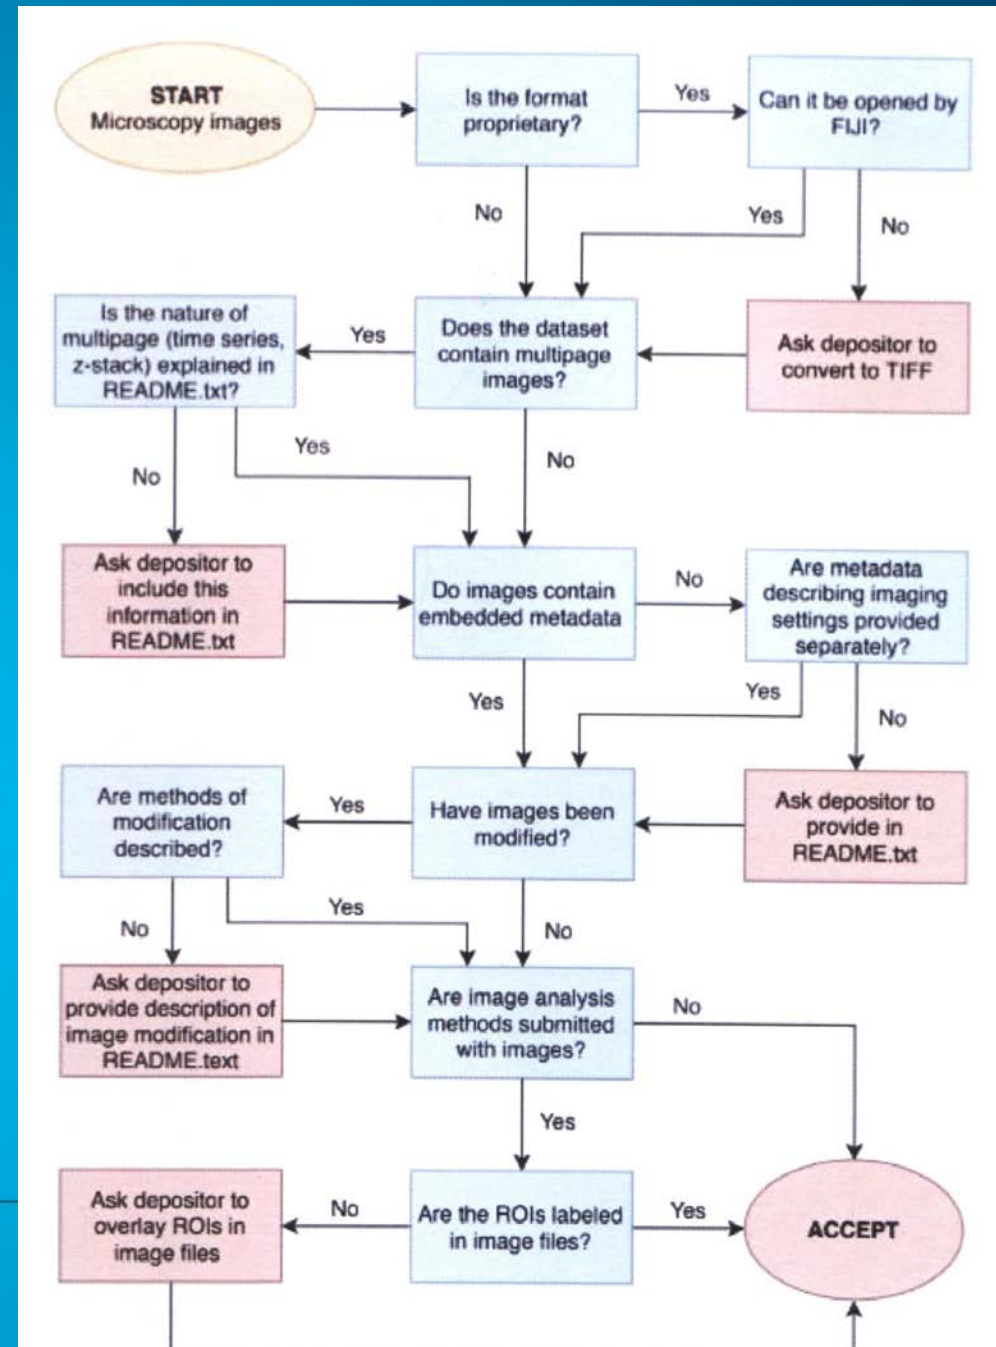 START
Microscopy images
Is the format
proprietary?
Yes
Can it be opened by
FIJI?
No
Yes
No
Is the nature of
multipage (time series,
z-stack) explained in
README.txt?
Yes
Does the dataset
contain multipage
images?
Ask depositor to
convert to TIFF
No
Yes
No
Ask depositor to
include this
information in
README.txt
Do images contain
embedded metadata
No
Are metadata
describing imaging
settings provided
separately?
Yes
Yes
No
Are methods of
modification
described?
Yes
Have images been
modified?
Ask depositor to
provide in
README.txt
No
Yes
No
Ask depositor to
provide description of
image modification in
README.text
Are image analysis
methods submitted
with images?
No
Yes
Ask depositor to
overlay ROIs in
image files
No
Are the ROIs labeled
in image files?
Yes
ACCEPT